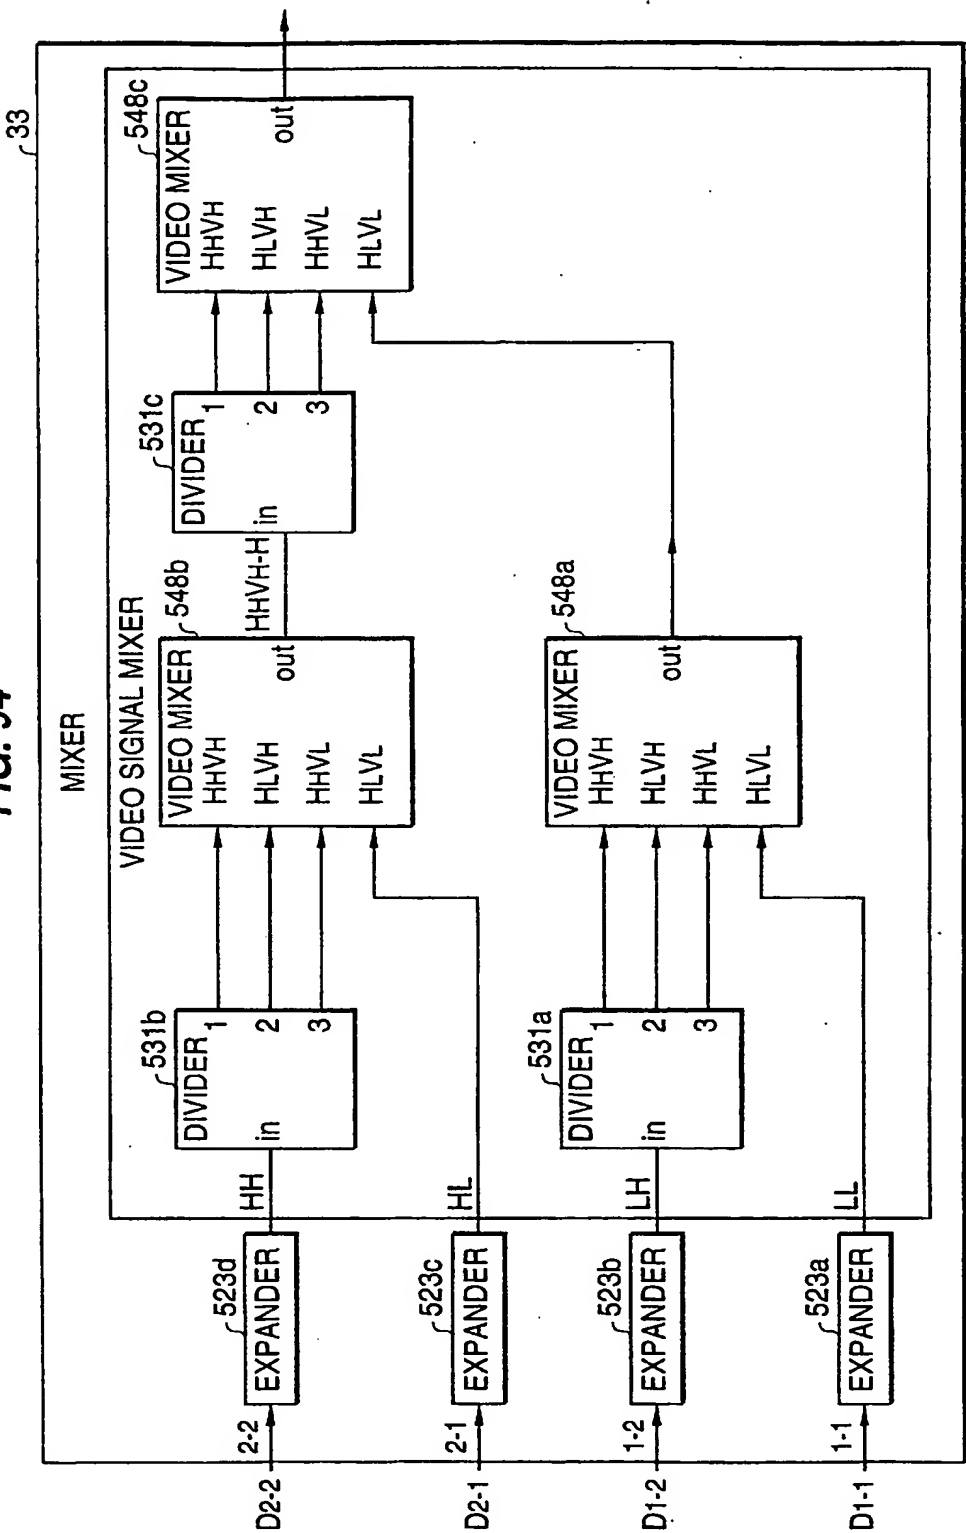 33
MIXER
VIDEO SIGNAL MIXER
D2-2
2-2
EXPANDER
523d
HH
DIVIDER
531b
in
1
2
3
VIDEO MIXER
548b
HHVH
HLVH
HHVL
HLVL
out
HHVH-H
DIVIDER
531c
in
1
2
3
VIDEO MIXER
548c
HHVH
HLVH
HHVL
HLVL
out
D2-1
2-1
EXPANDER
523c
HL
D1-2
1-2
EXPANDER
523b
LH
DIVIDER
531a
in
1
2
3
VIDEO MIXER
548a
HHVH
HLVH
HHVL
HLVL
out
D1-1
1-1
EXPANDER
523a
LL